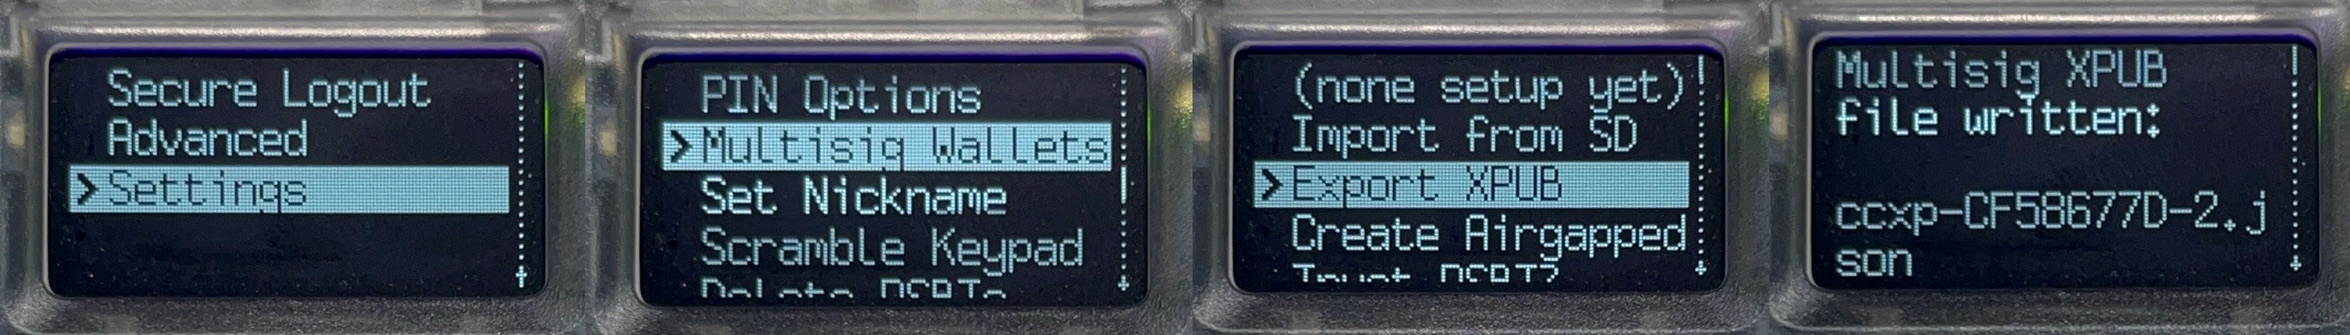 Secure Logout
Advanced
>Settings
PIN Options
>Multisig Wallets
Set Nickname
Scramble Keypad
>Export XPUB
(none setup yet)
Import from SD
Create Airgapped
Multisig XPUB
file written:
ccxp-CF58677D-2.j
son